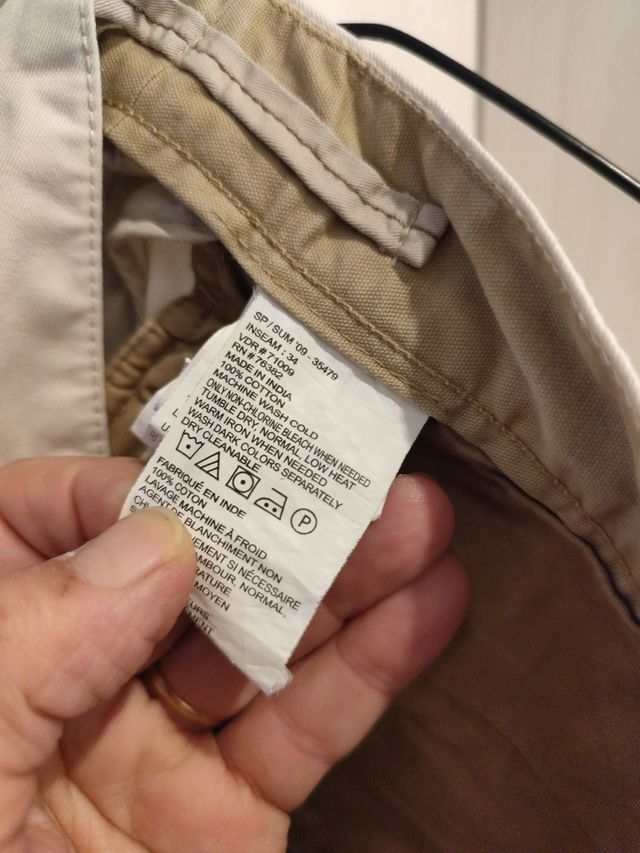 SP / SUM '09 - 35479
INSEAM : 34
VDR # 71009
RN # 76382
MADE IN INDIA
100% COTTON
MACHINE WASH COLD
ONLY NON-CHLORINE BLEACH WHEN NEEDED
TUMBLE DRY, NORMAL, LOW HEAT
WARM IRON WHEN NEEDED
WASH DARK COLORS SEPARATELY
DRY CLEANABLE
P
FABRIQUÉ EN INDE
100% COTON
LAVAGE MACHINE À FROID
AGENT DE BLANCHIMENT NON
SI NÉCESSAIRE
TAMBOUR, NORMAL,
MOYEN